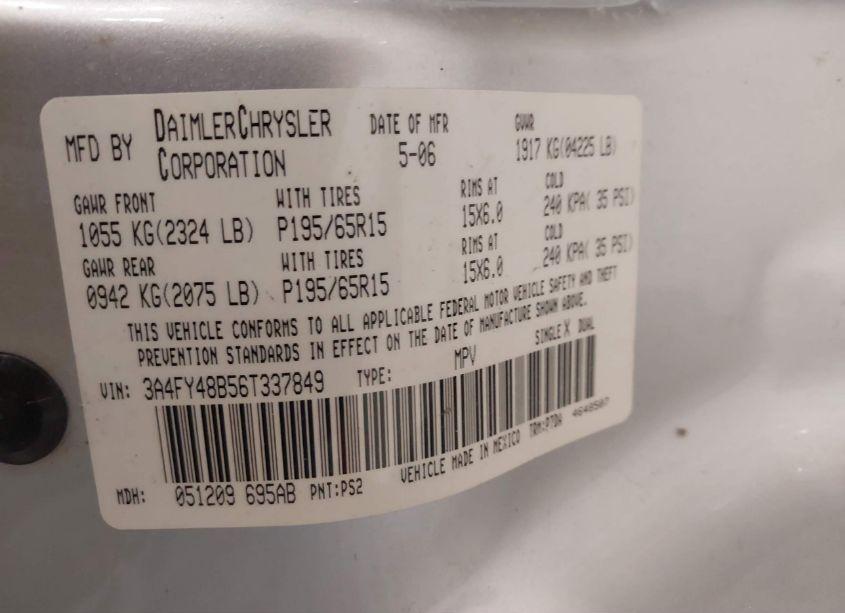 MFD BY DAIMLERCHRYSLER CORPORATION
DATE OF MFR 5-06
GVWR 1917 KG(04225 LB)
GAWR FRONT WITH TIRES RIMS AT COLD
1055 KG(2324 LB) P195/65R15 15X6.0 240 KPA( 35 PSI)
GAWR REAR WITH TIRES RIMS AT COLD
0942 KG(2075 LB) P195/65R15 15X6.0 240 KPA( 35 PSI)
THIS VEHICLE CONFORMS TO ALL APPLICABLE FEDERAL MOTOR VEHICLE SAFETY AND THEFT
PREVENTION STANDARDS IN EFFECT ON THE DATE OF MANUFACTURE SHOWN ABOVE.
VIN: 3A4FY48B56T337849 TYPE: MPV SINGLE X DUAL
MDH: 051209 695AB PNT:PS2 VEHICLE MADE IN MEXICO TRM:P7DA 4648507